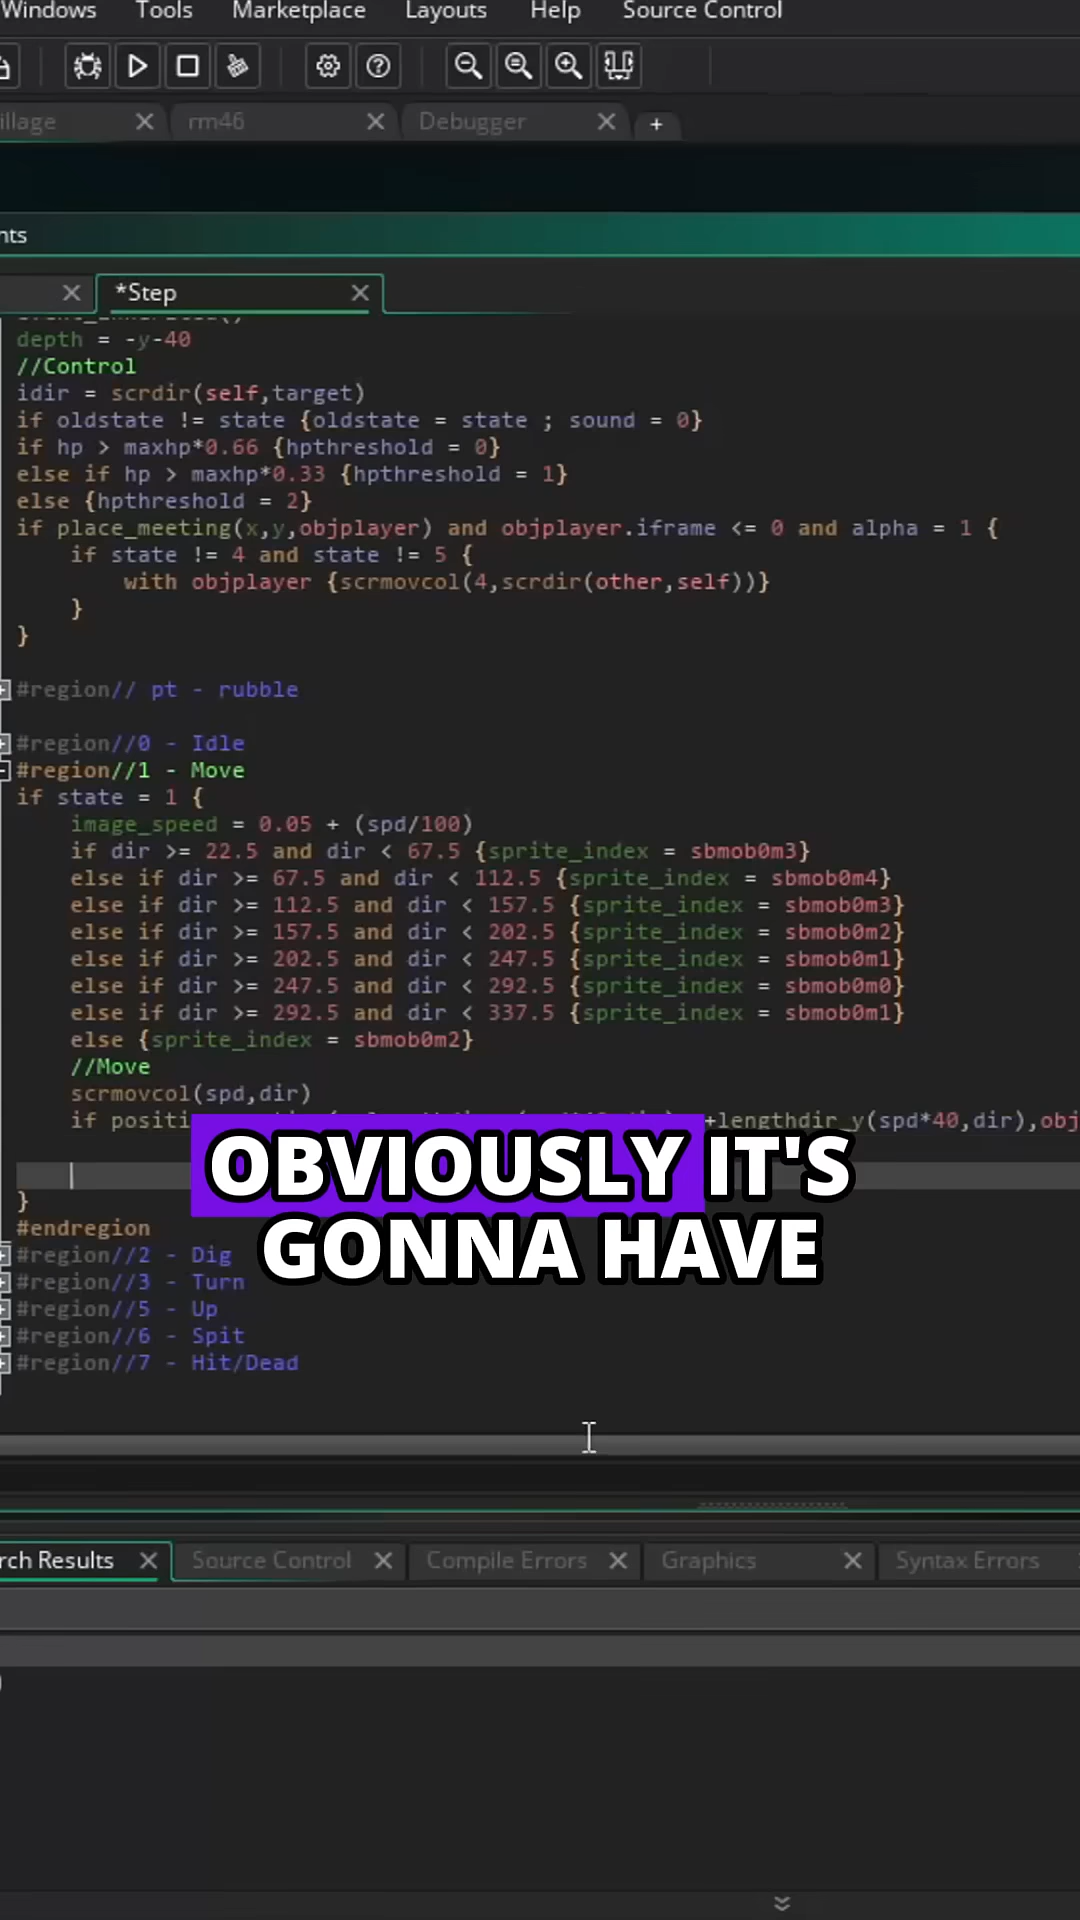 Windows Tools Marketplace Layouts Help Source Control
illage rm46 Debugger +
nts
*Step
depth = -y-40
//Control
idir = scrdir(self,target)
if oldstate != state {oldstate = state ; sound = 0}
if hp > maxhp*0.66 {hpthreshold = 0}
else if hp > maxhp*0.33 {hpthreshold = 1}
else {hpthreshold = 2}
if place_meeting(x,y,objplayer) and objplayer.iframe <= 0 and alpha = 1 {
if state != 4 and state != 5 {
with objplayer {scrmovcol(4,scrdir(other,self))}
}
}
#region// pt - rubble
#region//0 - Idle
#region//1 - Move
if state = 1 {
image_speed = 0.05 + (spd/100)
if dir >= 22.5 and dir < 67.5 {sprite_index = sbmob0m3}
else if dir >= 67.5 and dir < 112.5 {sprite_index = sbmob0m4}
else if dir >= 112.5 and dir < 157.5 {sprite_index = sbmob0m3}
else if dir >= 157.5 and dir < 202.5 {sprite_index = sbmob0m2}
else if dir >= 202.5 and dir < 247.5 {sprite_index = sbmob0m1}
else if dir >= 247.5 and dir < 292.5 {sprite_index = sbmob0m0}
else if dir >= 292.5 and dir < 337.5 {sprite_index = sbmob0m1}
else {sprite_index = sbmob0m2}
//Move
scrmovcol(spd,dir)
if positi +lengthdir_y(spd*40,dir),obj
OBVIOUSLY IT'S
GONNA HAVE
}
#endregion
#region//2 - Dig
#region//3 - Turn
#region//5 - Up
#region//6 - Spit
#region//7 - Hit/Dead
rch Results Source Control Compile Errors Graphics Syntax Errors